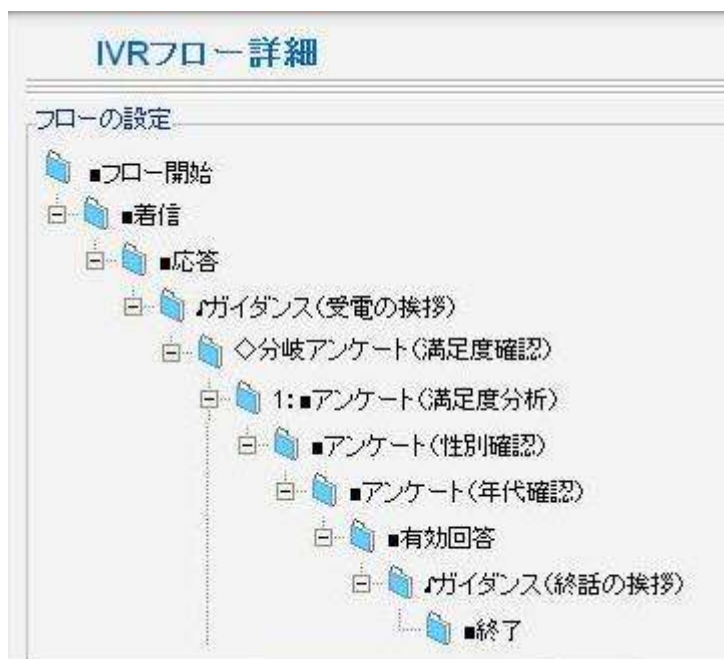 IVRフロー詳細
フローの設定
■フロー開始
■着信
■応答
♪ガイダンス(受電の挨拶)
◇分岐アンケート(満足度確認)
1:■アンケート(満足度分析)
■アンケート(性別確認)
■アンケート(年代確認)
■有効回答
♪ガイダンス(終話の挨拶)
■終了